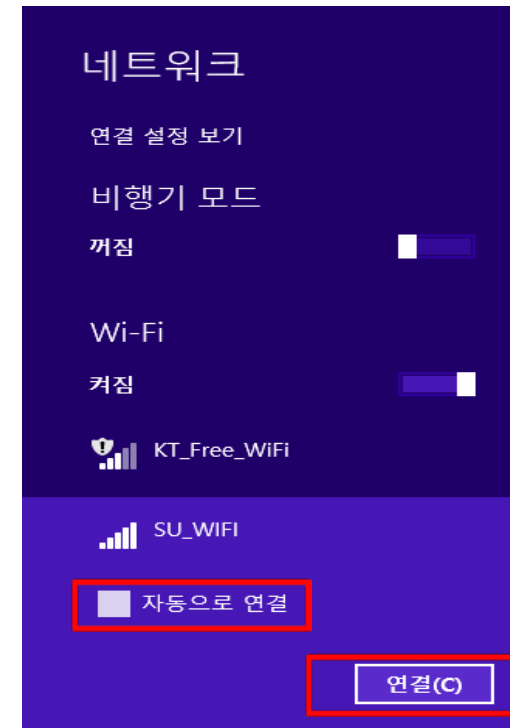 네트워크
연결 설정 보기
비행기 모드
꺼짐
Wi-Fi
켜짐
KT_Free_WiFi
SU_WIFI
자동으로 연결
연결(C)